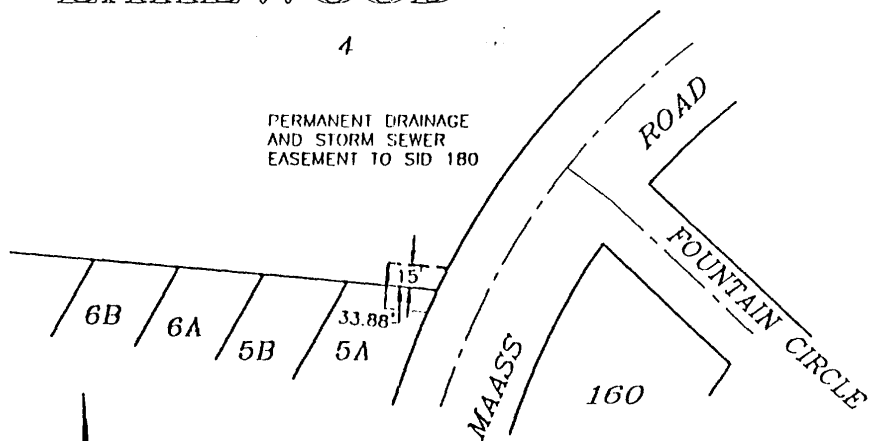 4
PERMANENT DRAINAGE
AND STORM SEWER
EASEMENT TO SID 180
ROAD
FOUNTAIN CIRCLE
15'
33.88'
6B
6A
5B
5A
MAASS
160